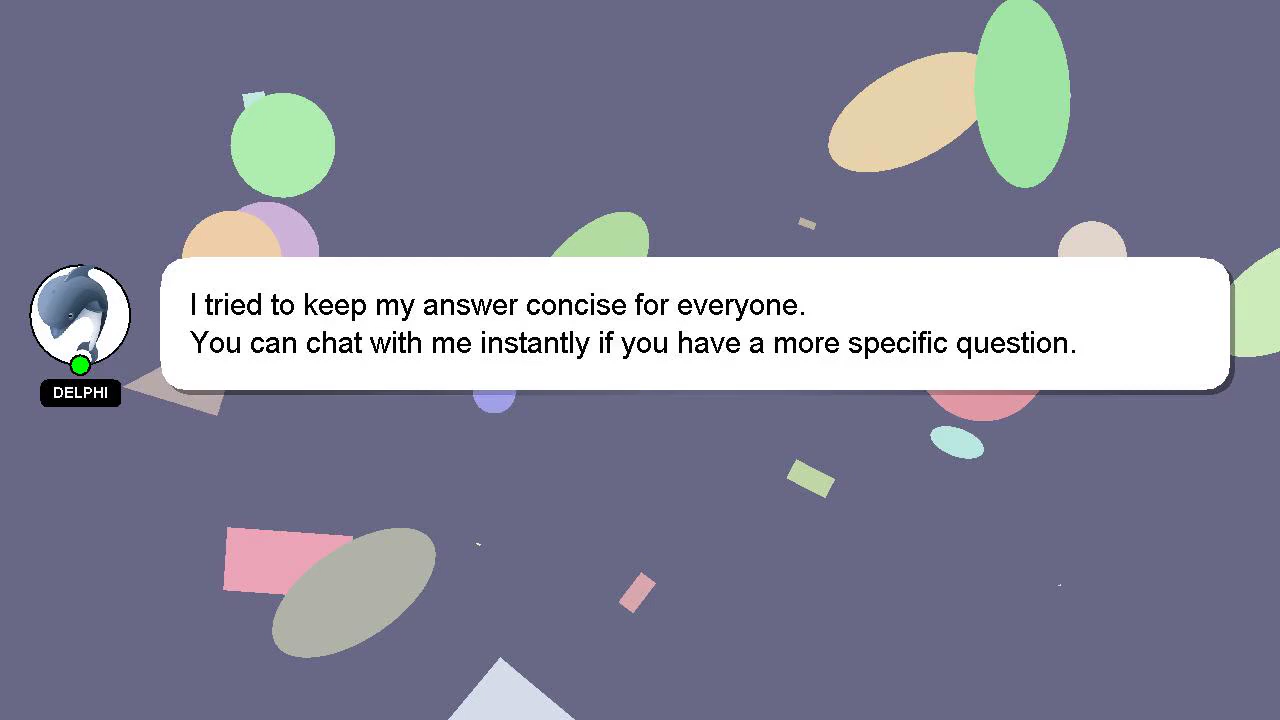 I tried to keep my answer concise for everyone.
You can chat with me instantly if you have a more specific question.
DELPHI